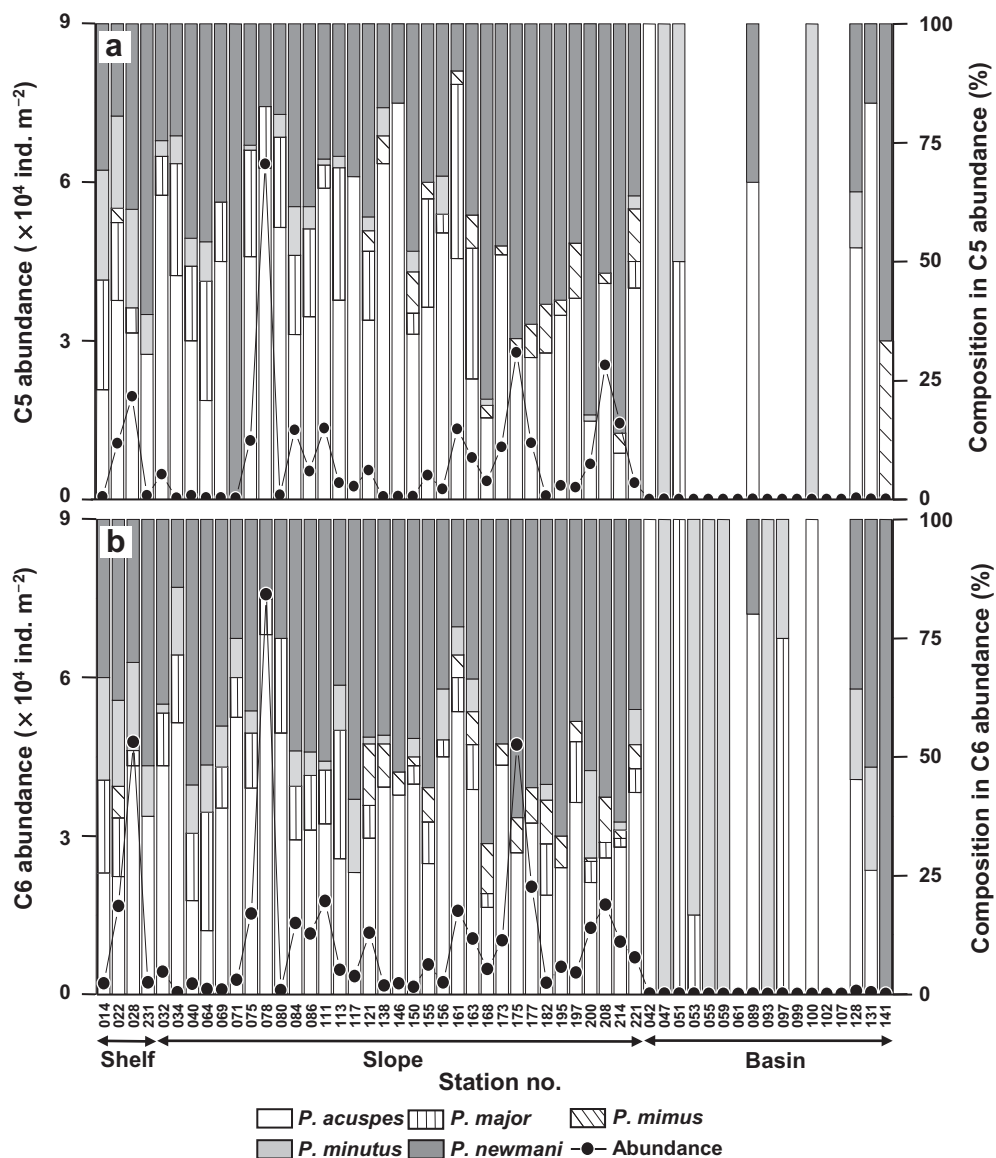 a
9
6
3
0
C5 abundance (×10⁴ ind. m⁻²)
100
75
50
25
0
Composition in C5 abundance (%)
b
9
6
3
0
C6 abundance (× 10⁴ ind. m⁻²)
100
75
50
25
0
Composition in C6 abundance (%)
014 022 028 231 032 034 040 064 069 071 075 078 080 084 086 111 113 117 121 138 146 150 155 156 161 163 168 173 175 177 182 195 197 200 208 214 221 042 047 051 053 055 059 061 089 093 097 099 100 102 107 128 131 141
Shelf Slope Basin
Station no.
P. acuspes P. major P. mimus
P. minutus P. newmani Abundance